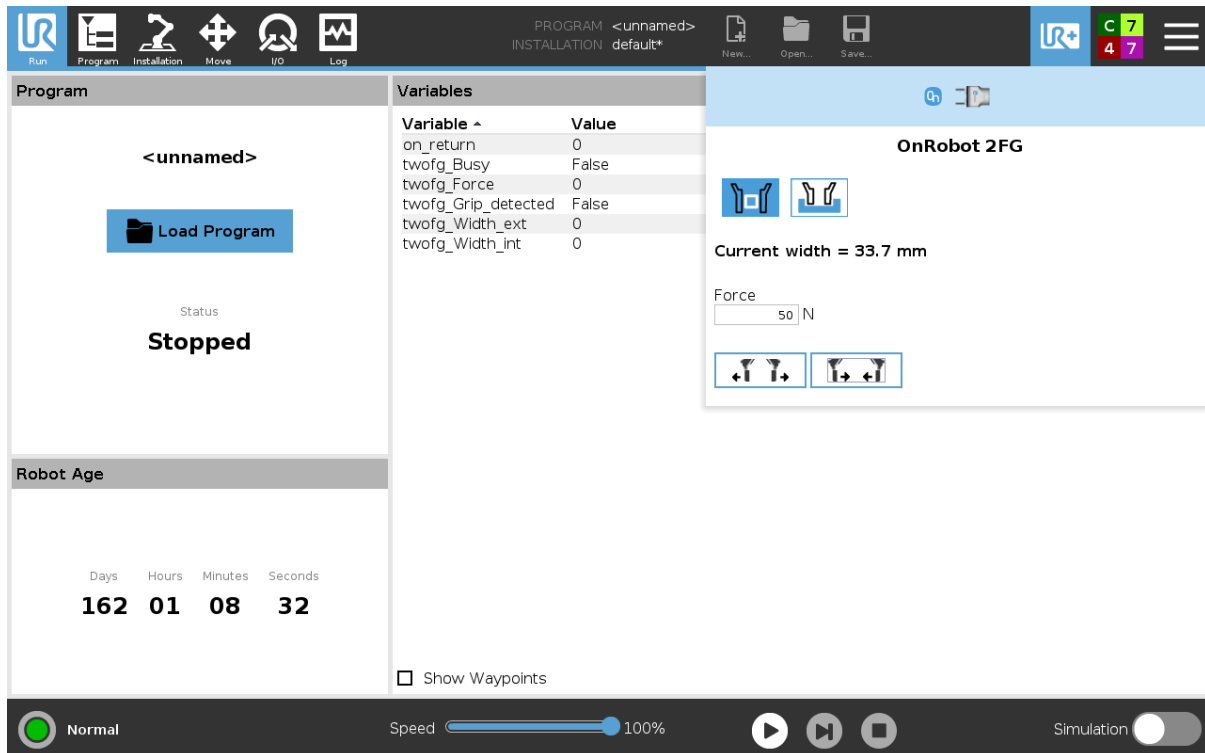 PROGRAM <unnamed>
INSTALLATION default*
UR
Run Program Installation Move I/O Log
New... Open... Save...
UR+
C 7
4 7
Program
<unnamed>
Load Program
Status
Stopped
Robot Age
Days Hours Minutes Seconds
162 01 08 32
Variables
Variable Value
on_return 0
twofg_Busy False
twofg_Force 0
twofg_Grip_detected False
twofg_Width_ext 0
twofg_Width_int 0
Show Waypoints
OnRobot 2FG
Current width = 33.7 mm
Force
50 N
Normal
Speed 100%
Simulation